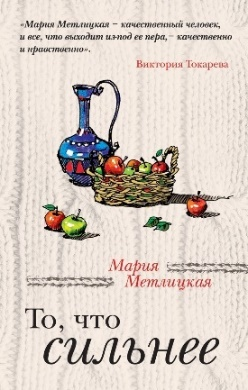 «Мария Метлицкая – качественный человек,
и все, что выходит из-под ее пера, – качественно
и нравственно».
Виктория Токарева
Мария
Метлицкая
То, что
сильнее